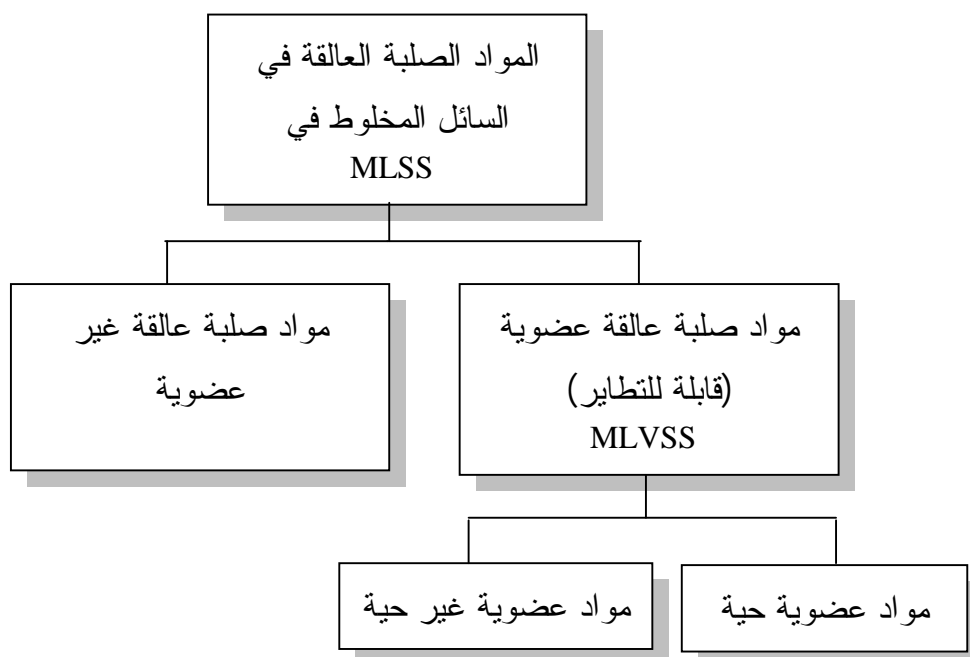 المواد الصلبة العالقة في
السائل المخلوط في
MLSS
مواد صلبة عالقة عضوية
(قابلة للتطاير)
MLVSS
مواد صلبة عالقة غير
عضوية
مواد عضوية حية
مواد عضوية غير حية